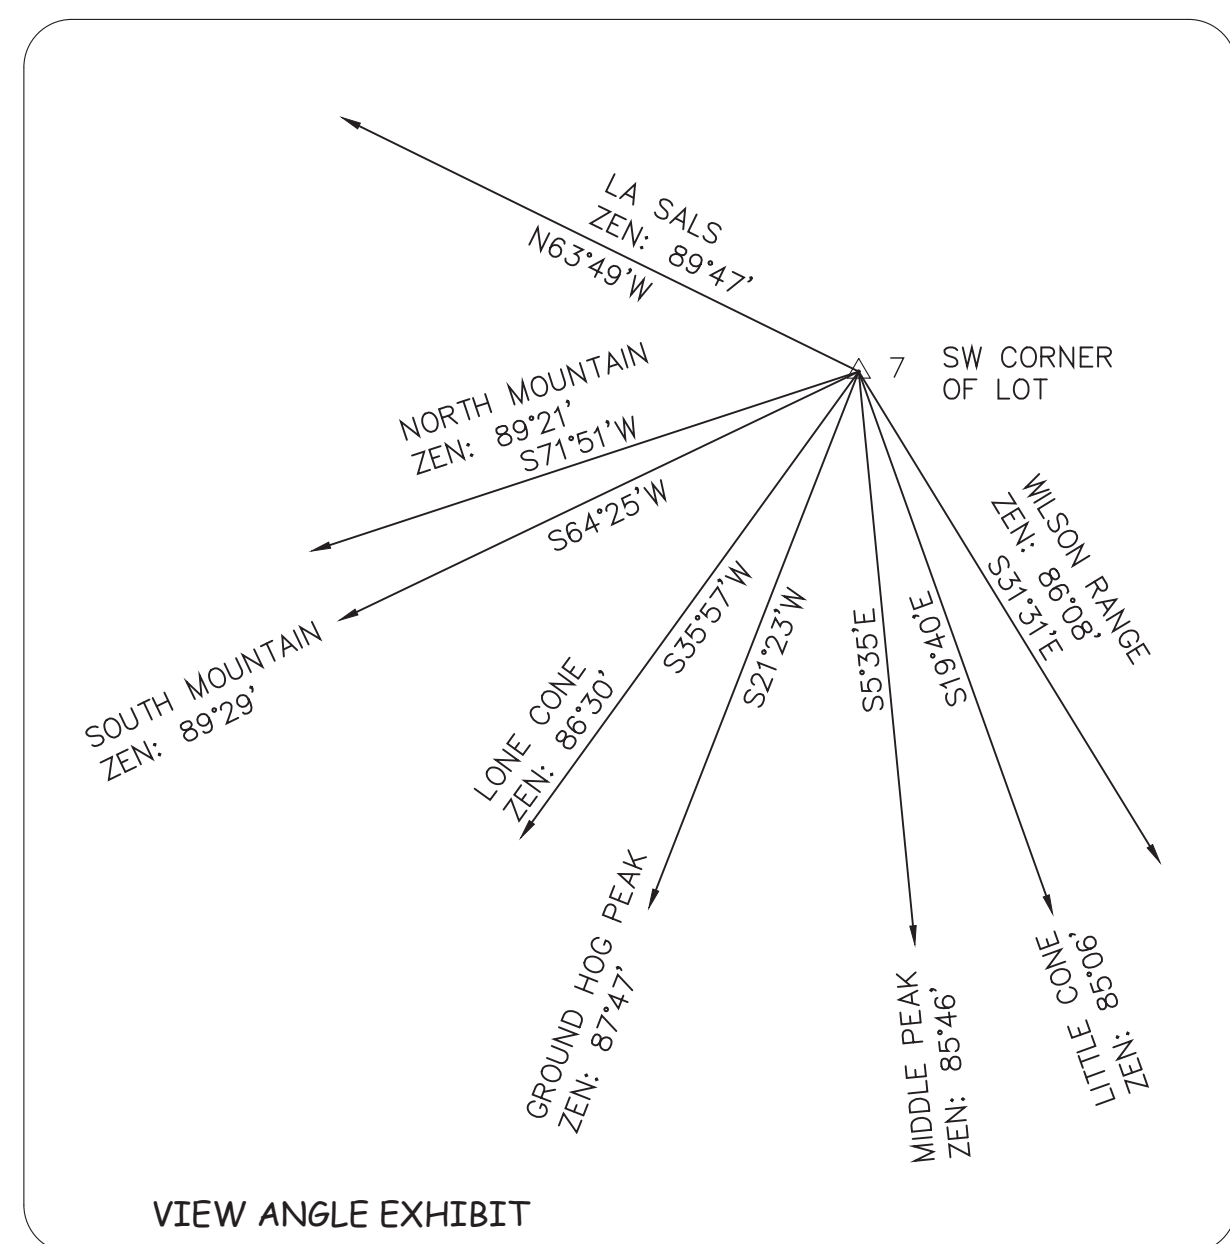 LA SALS
ZEN: 89°47'
N63°49'W
7
SW CORNER
OF LOT
NORTH MOUNTAIN
ZEN: 89°21'
S71°51'W
S64°25'W
SOUTH MOUNTAIN
ZEN: 89°29'
S35°57'W
LONE CONE
ZEN: 86°30'
S21°23'W
GROUND HOG PEAK
ZEN: 87°47'
S5°35'E
MIDDLE PEAK
ZEN: 85°46'
S19°40'E
LITTLE CONE
ZEN: 85°06'
WILSON RANGE
ZEN: 86°08'
S31°31'E
VIEW ANGLE EXHIBIT